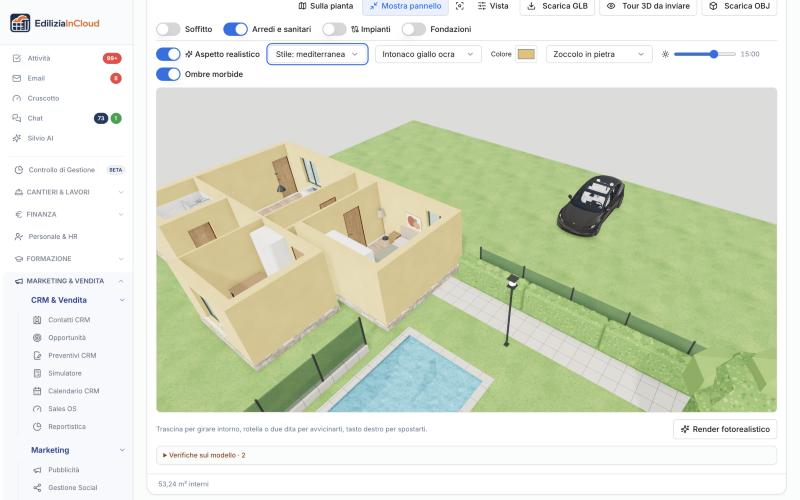 Sulla pianta
Mostra pannello
Vista
Scarica GLB
Tour 3D da inviare
Scarica OBJ
EdiliziaInCloud
Soffitto
Arredi e sanitari
Impianti
Fondazioni
Aspetto realistico
Stile: mediterranea
Intonaco giallo ocra
Colore
Zoccolo in pietra
15:00
Ombre morbide
Attività
99+
Email
8
Cruscotto
Chat
73
1
Silvio AI
Controllo di Gestione
BETA
CANTIERI & LAVORI
FINANZA
Personale & HR
FORMAZIONE
MARKETING & VENDITA
CRM & Vendita
Contatti CRM
Opportunità
Preventivi CRM
Simulatore
Calendario CRM
Sales OS
Reportistica
Marketing
Pubblicità
Gestione Social
Trascina per girare intorno, rotella o due dita per avvicinarti, tasto destro per spostarti.
Render fotorealistico
Verifiche sul modello · 2
53,24 m² interni